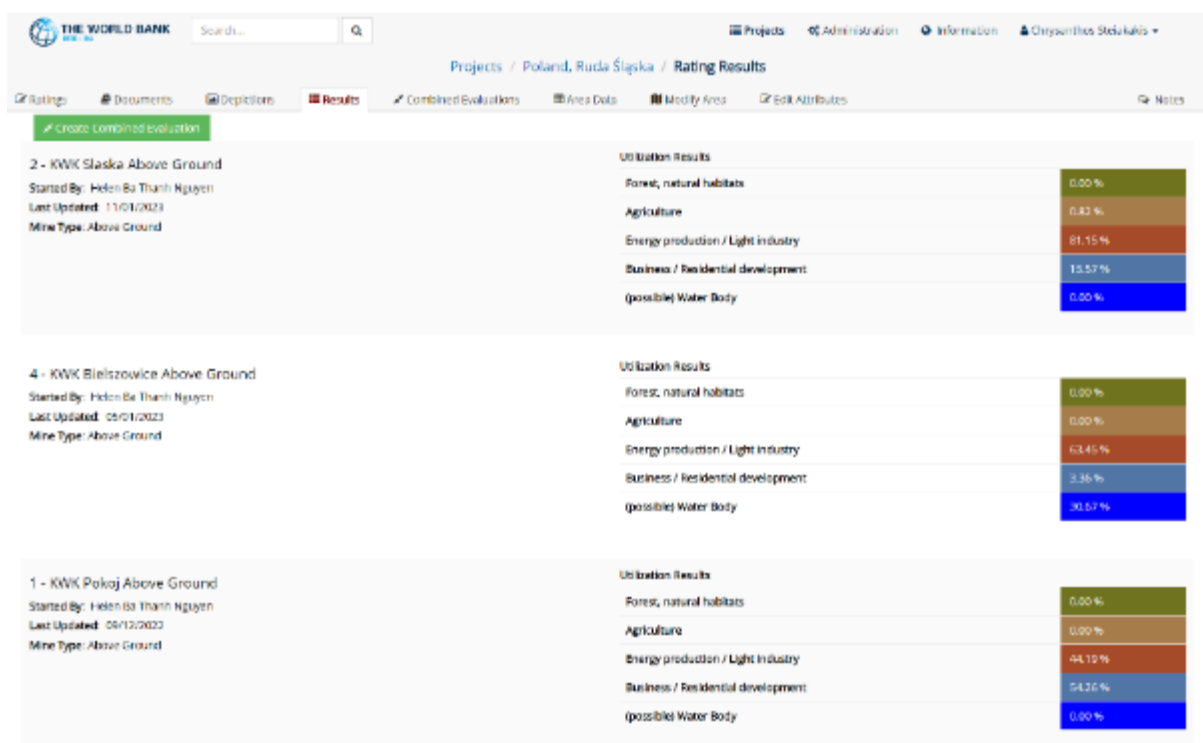 THE WORLD BANK
Search...
Projects
Administration
Information
Chrysanthos Steiakakis
Projects / Poland, Ruda Śląska / Rating Results
Ratings
Documents
Depictions
Results
Combined Evaluations
Area Data
Modify Area
Edit Attributes
Notes
Create Combined Evaluation
2 - KWK Slaska Above Ground
Started By: Helen Ba Thanh Nguyen
Last Updated: 11/01/2023
Mine Type: Above Ground
Utilization Results
Forest, natural habitats 0.00 %
Agriculture 0.82 %
Energy production / Light industry 81.15 %
Business / Residential development 15.57 %
(possible) Water Body 0.00 %
4 - KWK Bielszowice Above Ground
Started By: Helen Ba Thanh Nguyen
Last Updated:
Mine Type: Above Ground
Utilization Results
Forest, natural habitats 0.00 %
Agriculture 0.00 %
Energy production / Light industry 63.45 %
Business / Residential development 3.36 %
(possible) Water Body 30.67 %
1 - KWK Pokoj Above Ground
Started By: Helen Ba Thanh Nguyen
Last Updated: 09/12/2022
Mine Type: Above Ground
Utilization Results
Forest, natural habitats 0.00 %
Agriculture 0.00 %
Energy production / Light industry 44.19 %
Business / Residential development 54.26 %
(possible) Water Body 0.00 %